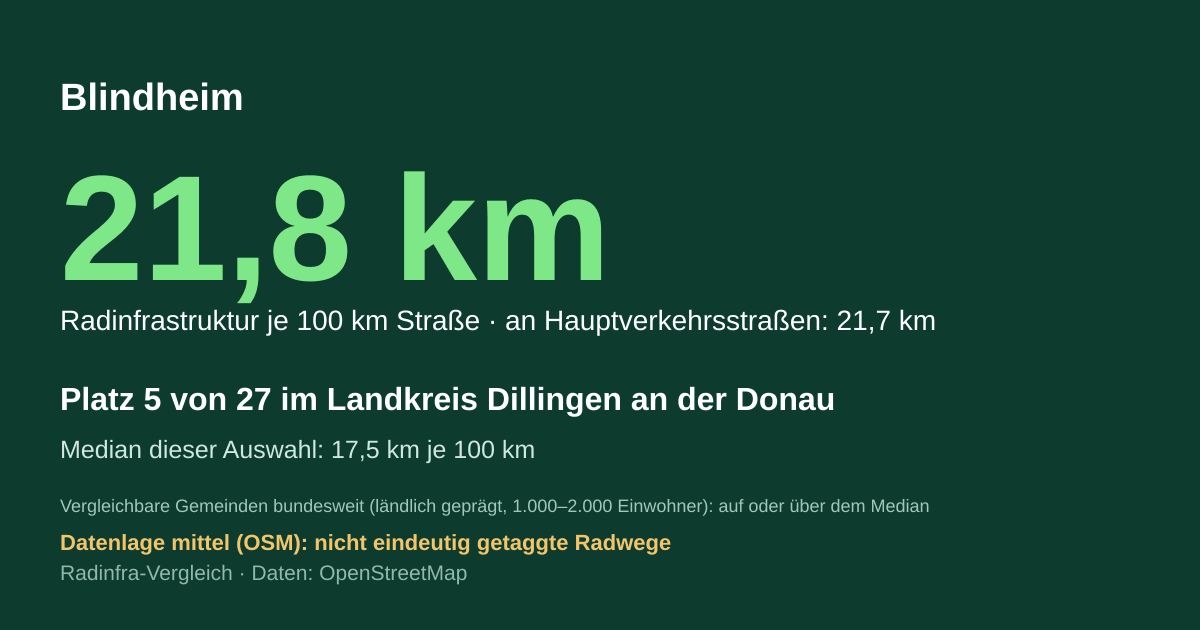 Blindheim
21,8 km
Radinfrastruktur je 100 km Straße · an Hauptverkehrsstraßen: 21,7 km
Platz 5 von 27 im Landkreis Dillingen an der Donau
Median dieser Auswahl: 17,5 km je 100 km
Vergleichbare Gemeinden bundesweit (ländlich geprägt, 1.000–2.000 Einwohner): auf oder über dem Median
Datenlage mittel (OSM): nicht eindeutig getaggte Radwege
Radinfra-Vergleich · Daten: OpenStreetMap